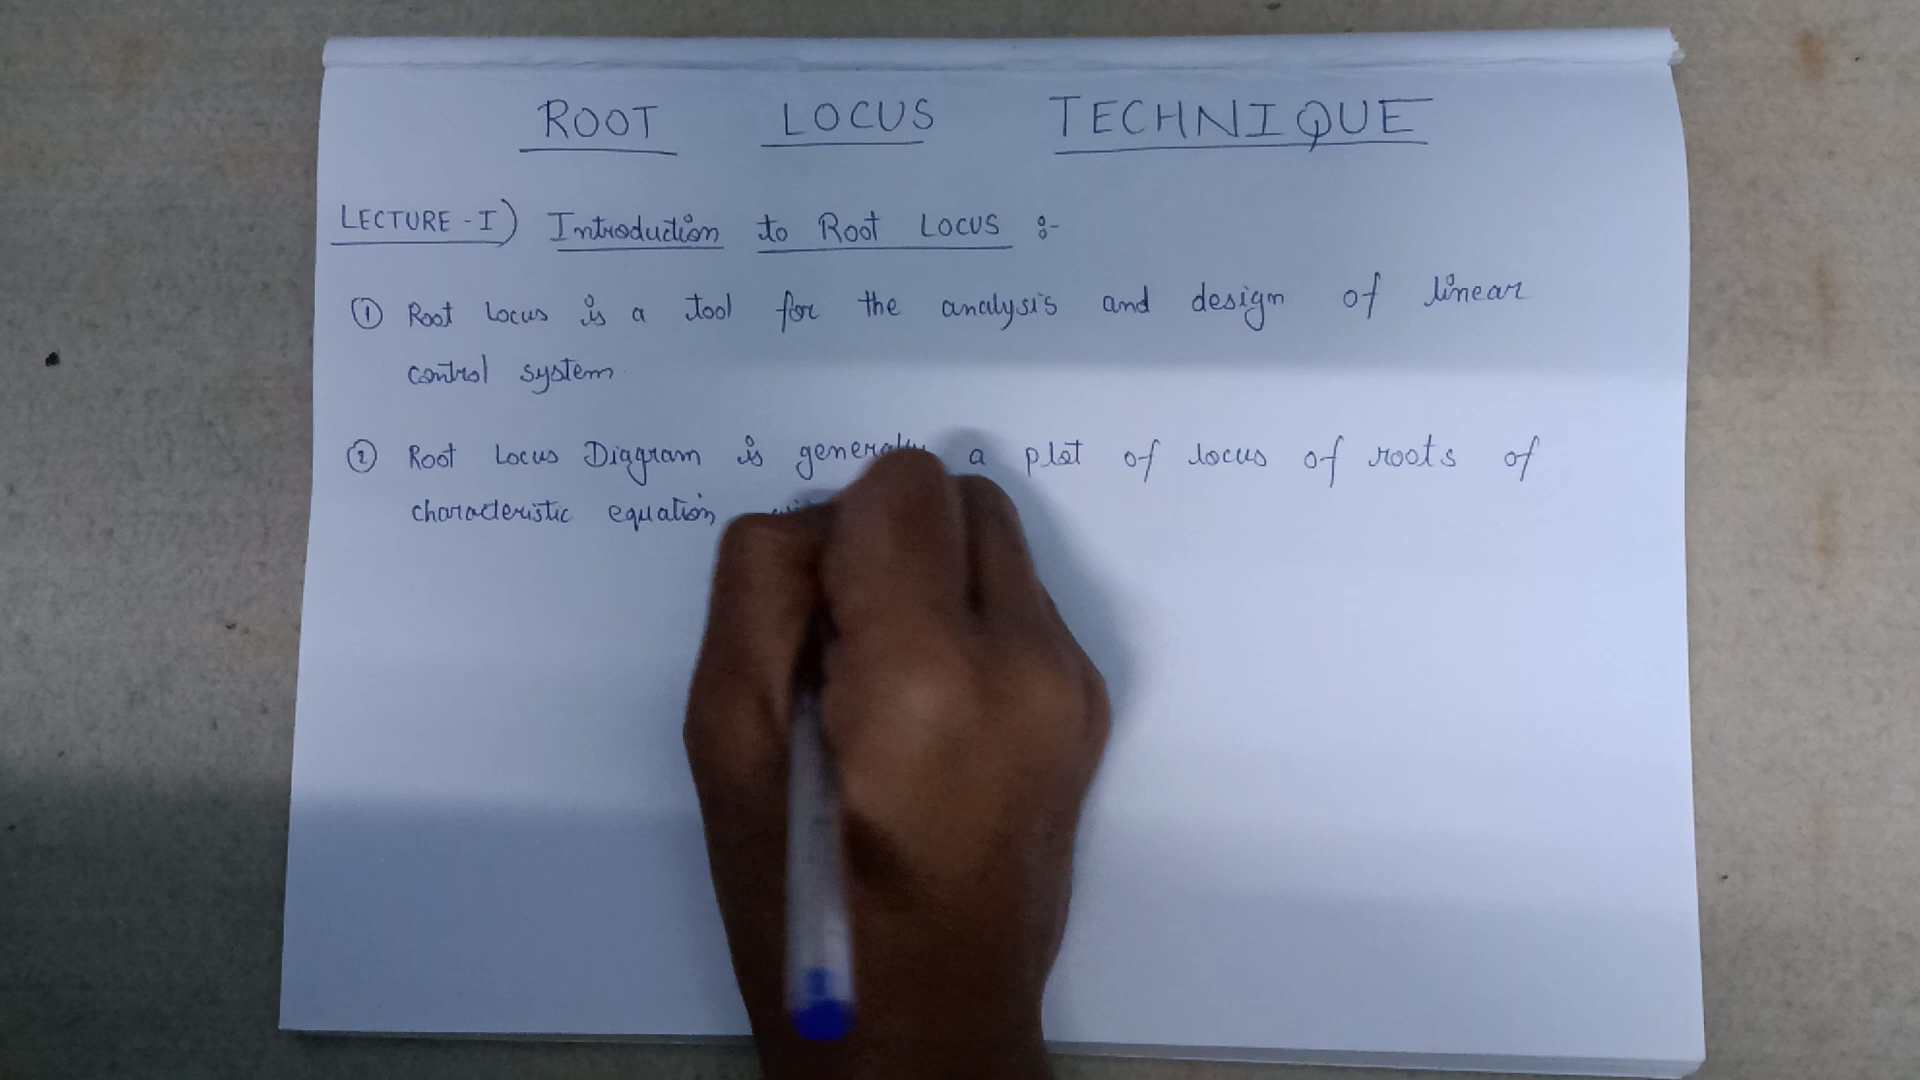 ROOT LOCUS TECHNIQUE
LECTURE - I) Introduction to Root Locus :-
① Root Locus is a tool for the analysis and design of linear
control system
② Root Locus Diagram is generally a plot of locus of roots of
characteristic equation